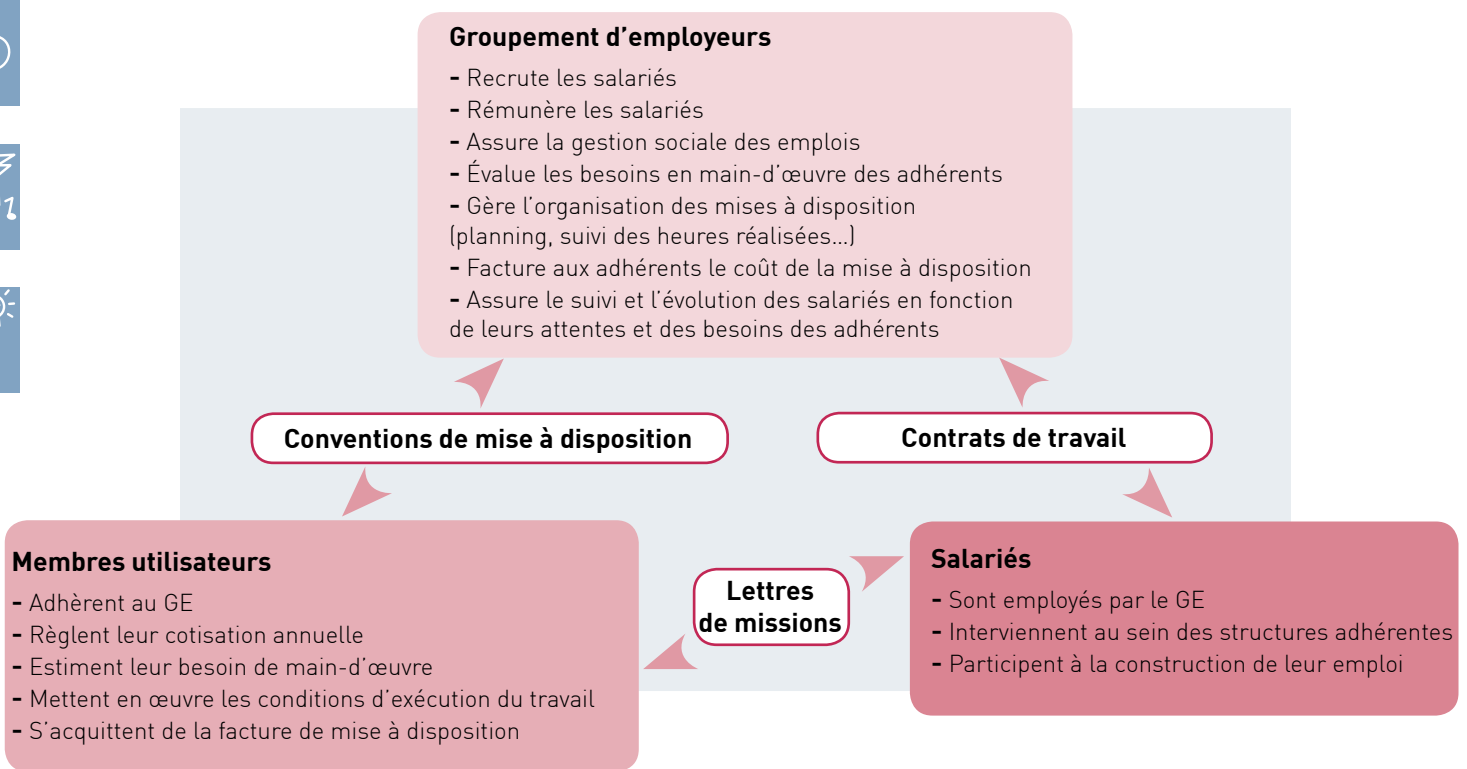 Groupement d’employeurs
- Recrute les salariés
- Rémunère les salariés
- Assure la gestion sociale des emplois
- Évalue les besoins en main-d’œuvre des adhérents
- Gère l’organisation des mises à disposition
(planning, suivi des heures réalisées…)
- Facture aux adhérents le coût de la mise à disposition
- Assure le suivi et l’évolution des salariés en fonction
de leurs attentes et des besoins des adhérents
Conventions de mise à disposition
Contrats de travail
Membres utilisateurs
- Adhèrent au GE
- Règlent leur cotisation annuelle
- Estiment leur besoin de main-d’œuvre
- Mettent en œuvre les conditions d’exécution du travail
- S’acquittent de la facture de mise à disposition
Lettres
de missions
Salariés
- Sont employés par le GE
- Interviennent au sein des structures adhérentes
- Participent à la construction de leur emploi